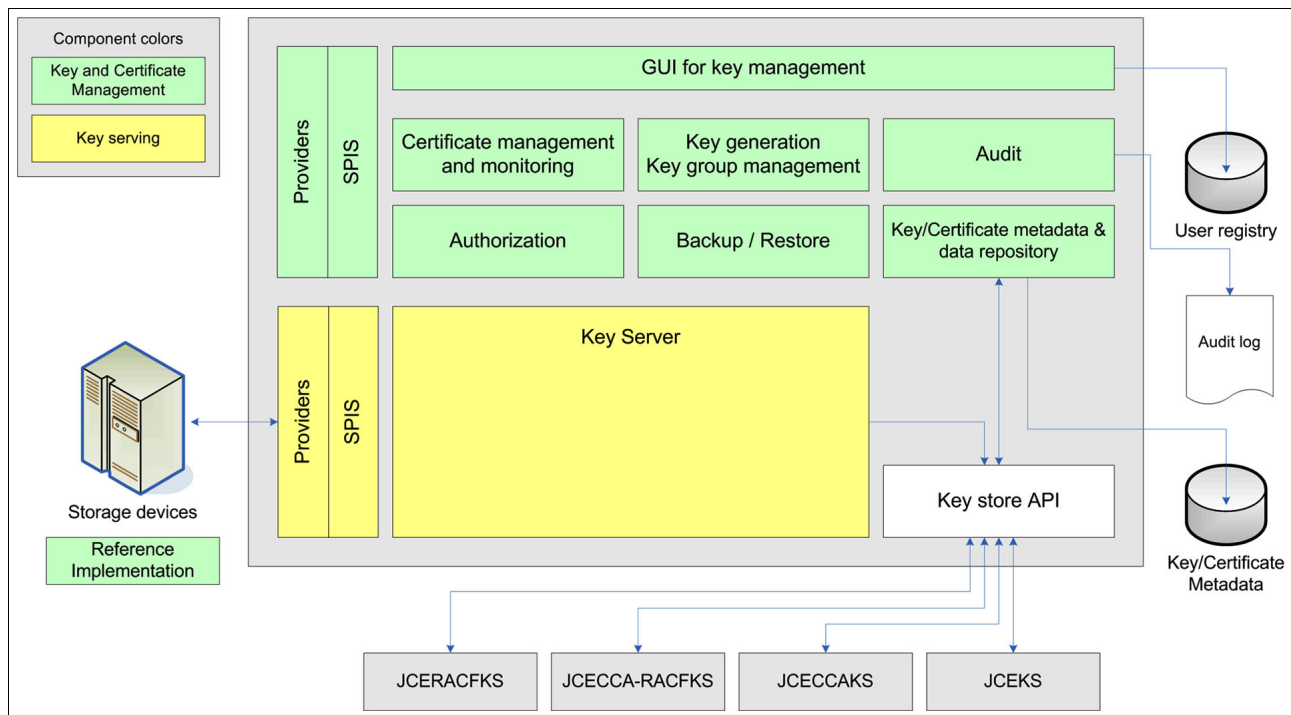 Component colors
Key and Certificate
Management
Key serving
Providers
SPIS
GUI for key management
Certificate management
and monitoring
Key generation
Key group management
Audit
Authorization
Backup / Restore
Key/Certificate metadata &
data repository
User registry
Audit log
Providers
SPIS
Key Server
Key store API
Storage devices
Reference
Implementation
Key/Certificate
Metadata
JCERACFKS
JCECCA-RACFKS
JCECCAKS
JCEKS